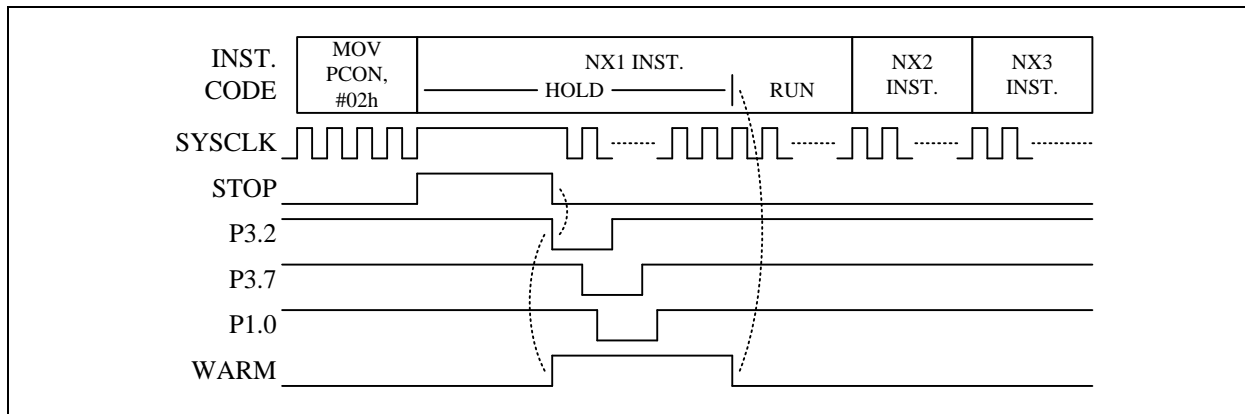 INST.
CODE
MOV
PCON,
#02h
NX1 INST.
HOLD
RUN
NX2
INST.
NX3
INST.
SYSCLK
STOP
P3.2
P3.7
P1.0
WARM